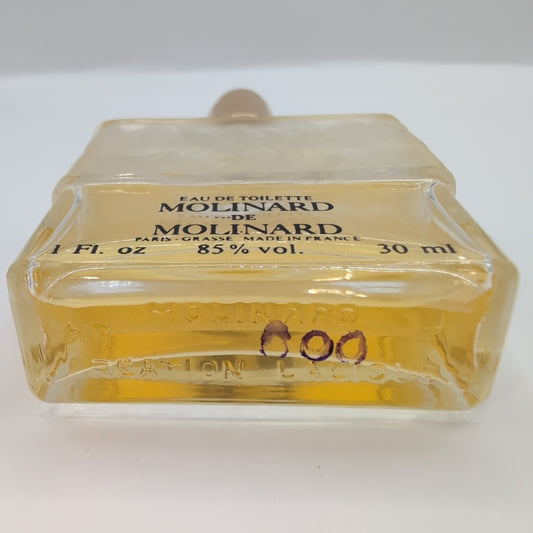 EAU DE TOILETTE
MOLINARD
DE
MOLINARD
PARIS - GRASSE MADE IN FRANCE
1 Fl. oz 85% vol. 30 ml
MOLINARD
600